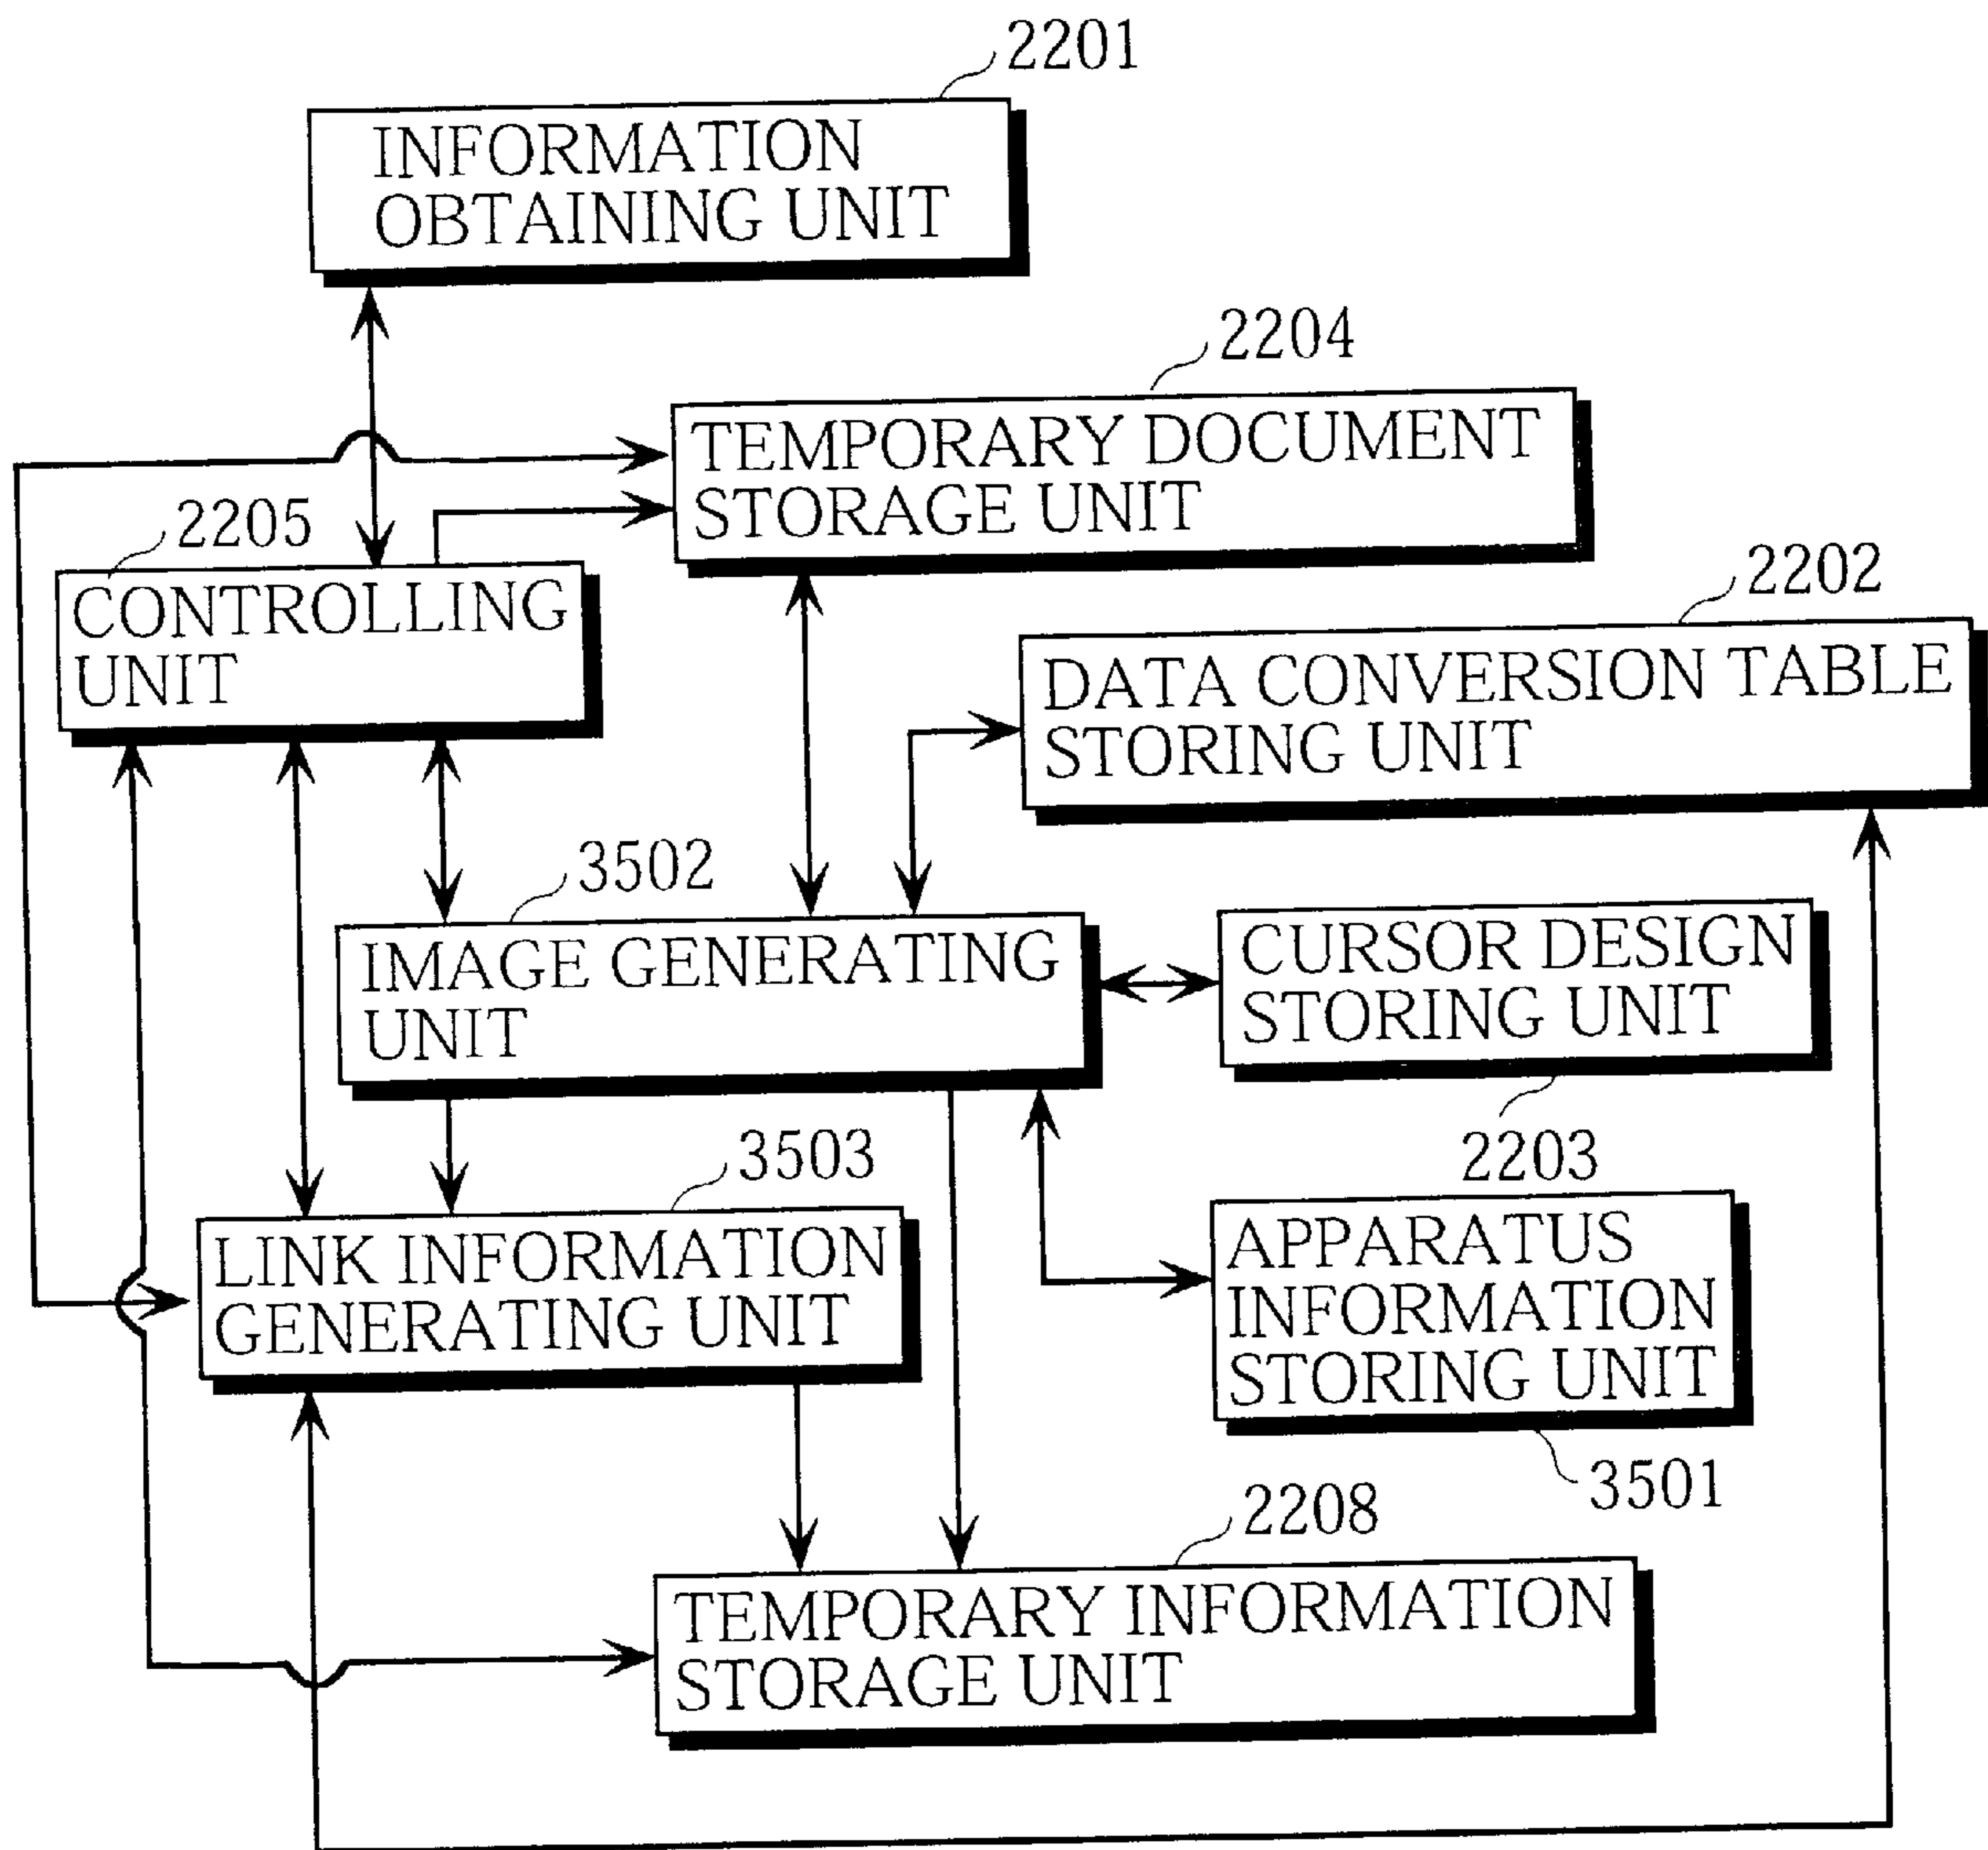 2201
INFORMATION
OBTAINING UNIT
2204
TEMPORARY DOCUMENT
STORAGE UNIT
2205
CONTROLLING
UNIT
2202
DATA CONVERSION TABLE
STORING UNIT
3502
IMAGE GENERATING
UNIT
CURSOR DESIGN
STORING UNIT
2203
3503
LINK INFORMATION
GENERATING UNIT
APPARATUS
INFORMATION
STORING UNIT
3501
2208
TEMPORARY INFORMATION
STORAGE UNIT